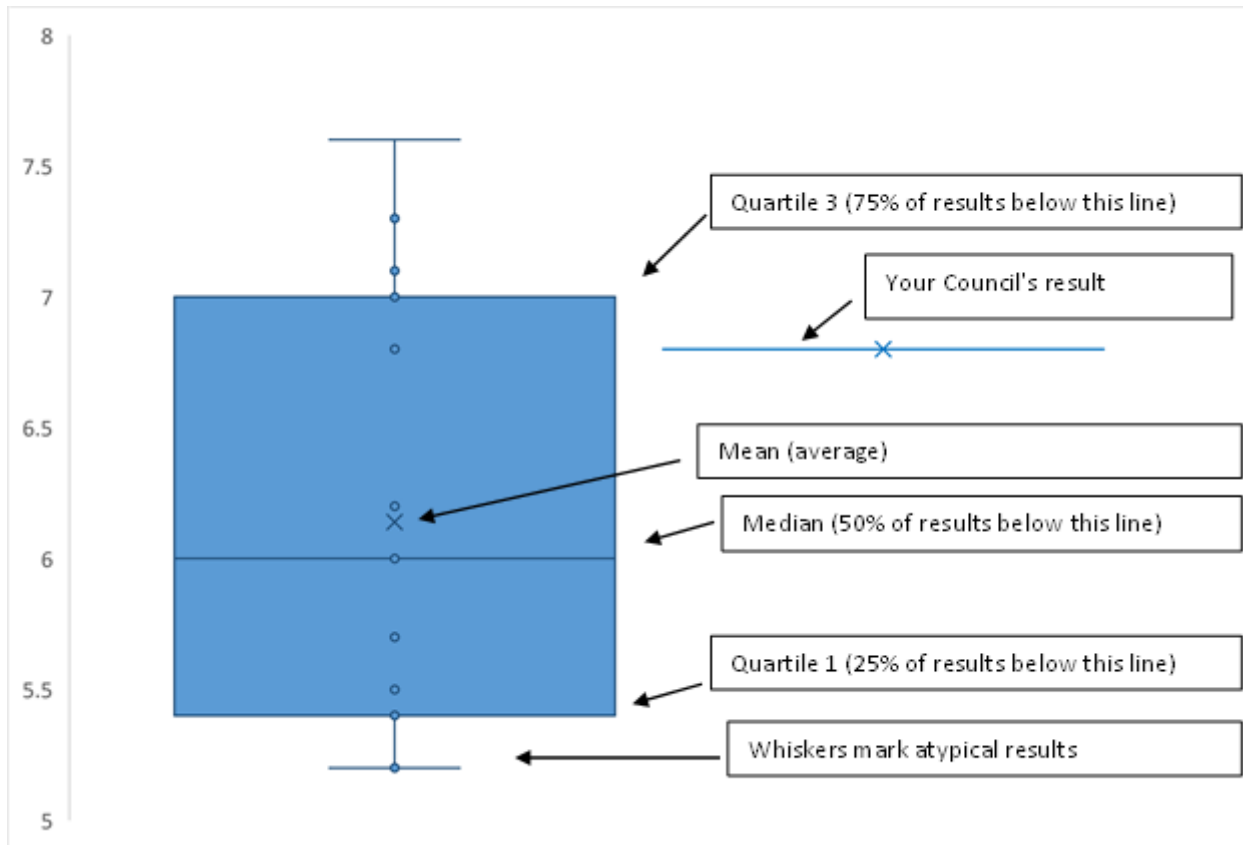 8
7.5
Quartile 3 (75% of results below this line)
Your Council's result
7
6.5
Mean (average)
Median (50% of results below this line)
6
Quartile 1 (25% of results below this line)
5.5
Whiskers mark atypical results
5